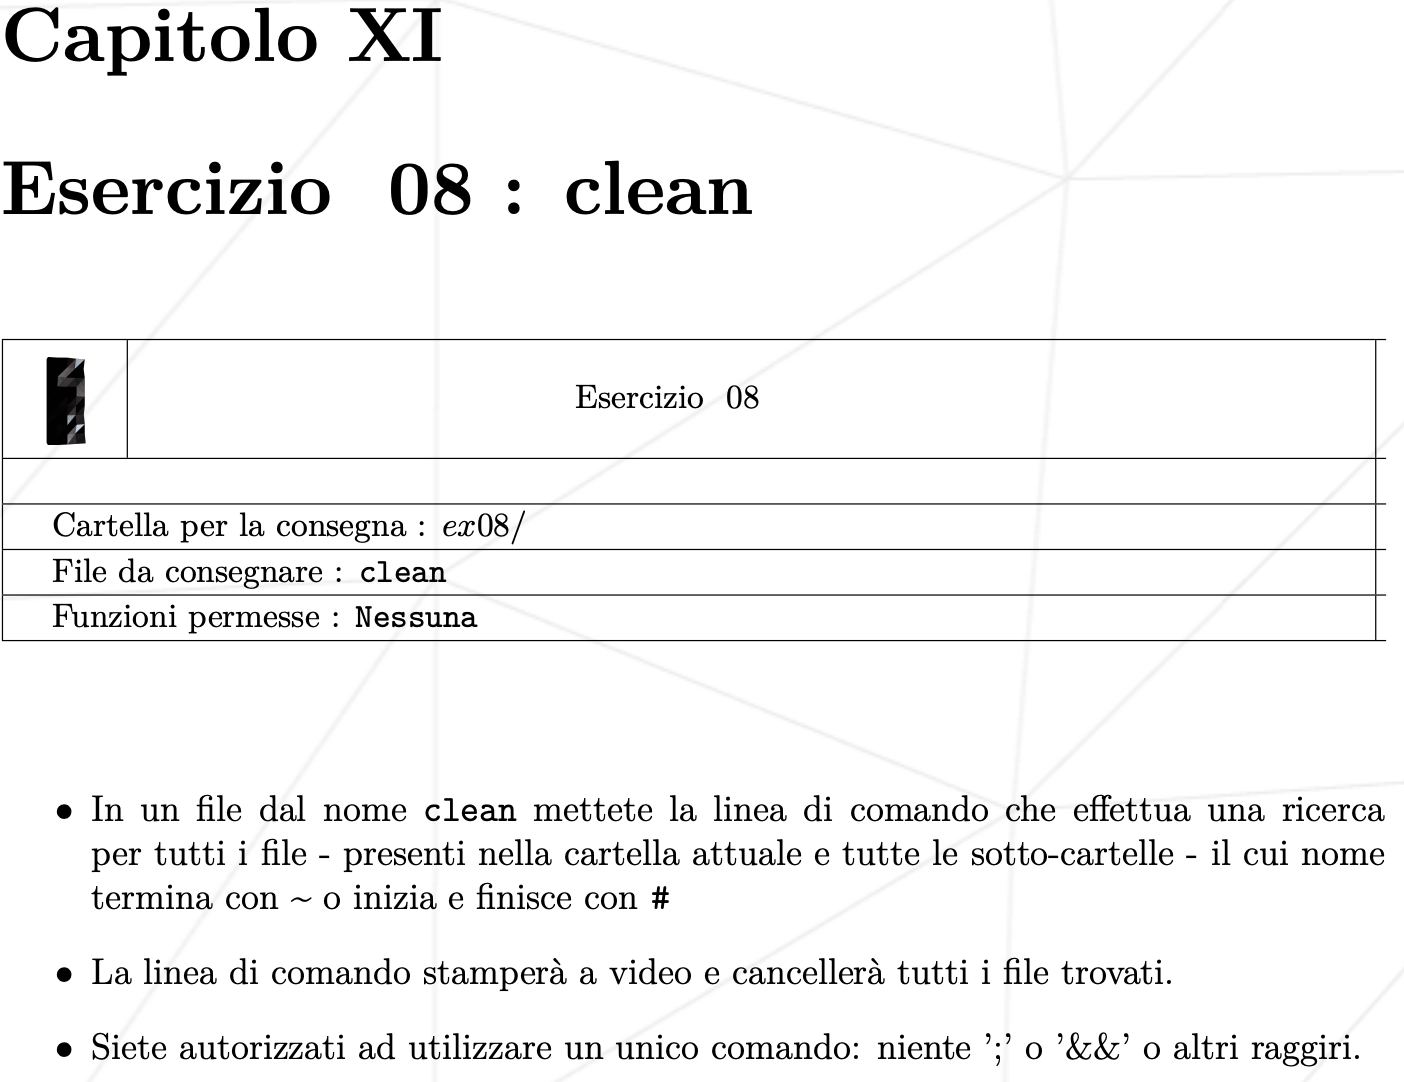 Capitolo XI
Esercizio 08 : clean
Esercizio 08
Cartella per la consegna : ex08/
File da consegnare : clean
Funzioni permesse : Nessuna
• In un file dal nome clean mettete la linea di comando che effettua una ricerca
per tutti i file - presenti nella cartella attuale e tutte le sotto-cartelle - il cui nome
termina con ~ o inizia e finisce con #
• La linea di comando stamperà a video e cancellerà tutti i file trovati.
• Siete autorizzati ad utilizzare un unico comando: niente ’;’ o ’&&’ o altri raggiri.